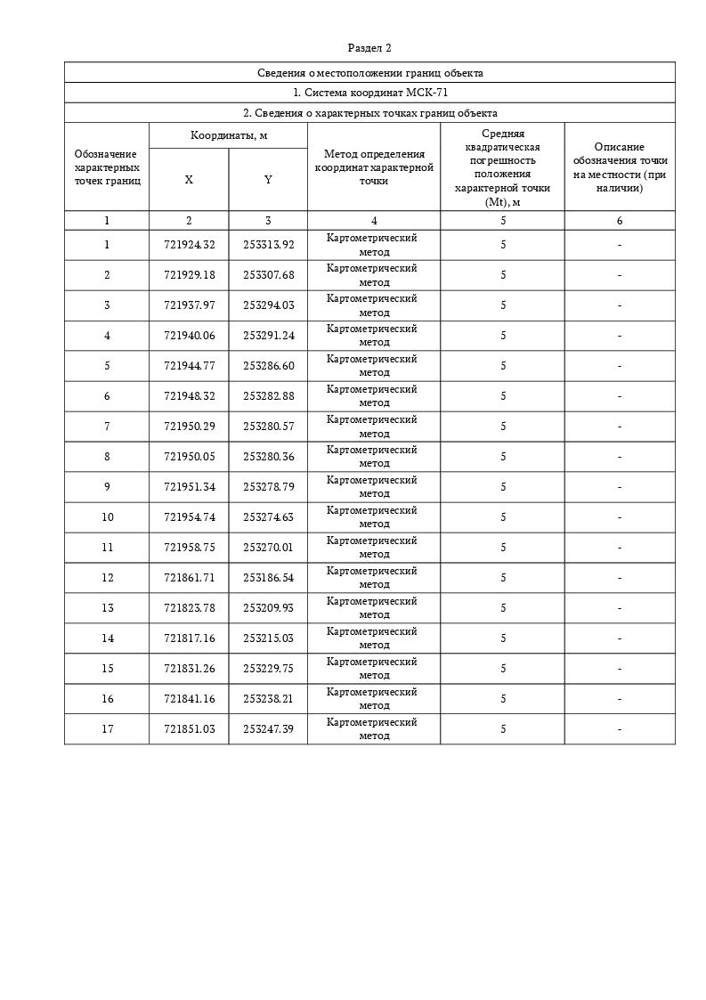 Раздел 2
Сведения о местоположении границ объекта
1. Система координат МСК-71
2. Сведения о характерных точках границ объекта
Обозначение
характерных
точек границ
Координаты, м
X
Y
Метод определения
координат характерной
точки
Средняя
квадратическая
погрешность
положения
характерной точки
(Mt), м
Описание
обозначения точки
на местности (при
наличии)
1 2 3 4 5 6
1 721924.32 253313.92 Картометрический
метод 5 -
2 721929.18 253307.68 Картометрический
метод 5 -
3 721937.97 253294.03 Картометрический
метод 5 -
4 721940.06 253291.24 Картометрический
метод 5 -
5 721944.77 253286.60 Картометрический
метод 5 -
6 721948.32 253282.88 Картометрический
метод 5 -
7 721950.29 253280.57 Картометрический
метод 5 -
8 721950.05 253280.36 Картометрический
метод 5 -
9 721951.34 253278.79 Картометрический
метод 5 -
10 721954.74 253274.63 Картометрический
метод 5 -
11 721958.75 253270.01 Картометрический
метод 5 -
12 721861.71 253186.54 Картометрический
метод 5 -
13 721823.78 253209.93 Картометрический
метод 5 -
14 721817.16 253215.03 Картометрический
метод 5 -
15 721831.26 253229.75 Картометрический
метод 5 -
16 721841.16 253238.21 Картометрический
метод 5 -
17 721851.03 253247.39 Картометрический
метод 5 -